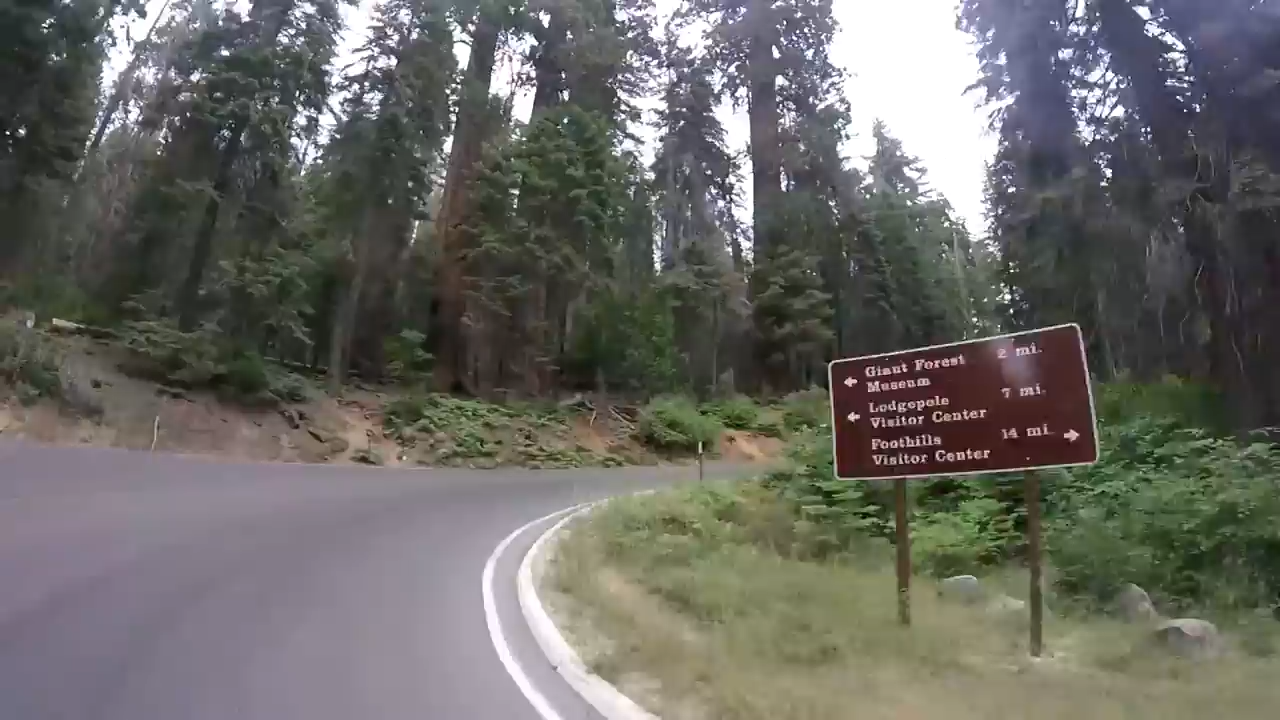 Giant Forest 2 mi.
Museum
Lodgepole 7 mi.
Visitor Center
Foothills 14 mi.
Visitor Center